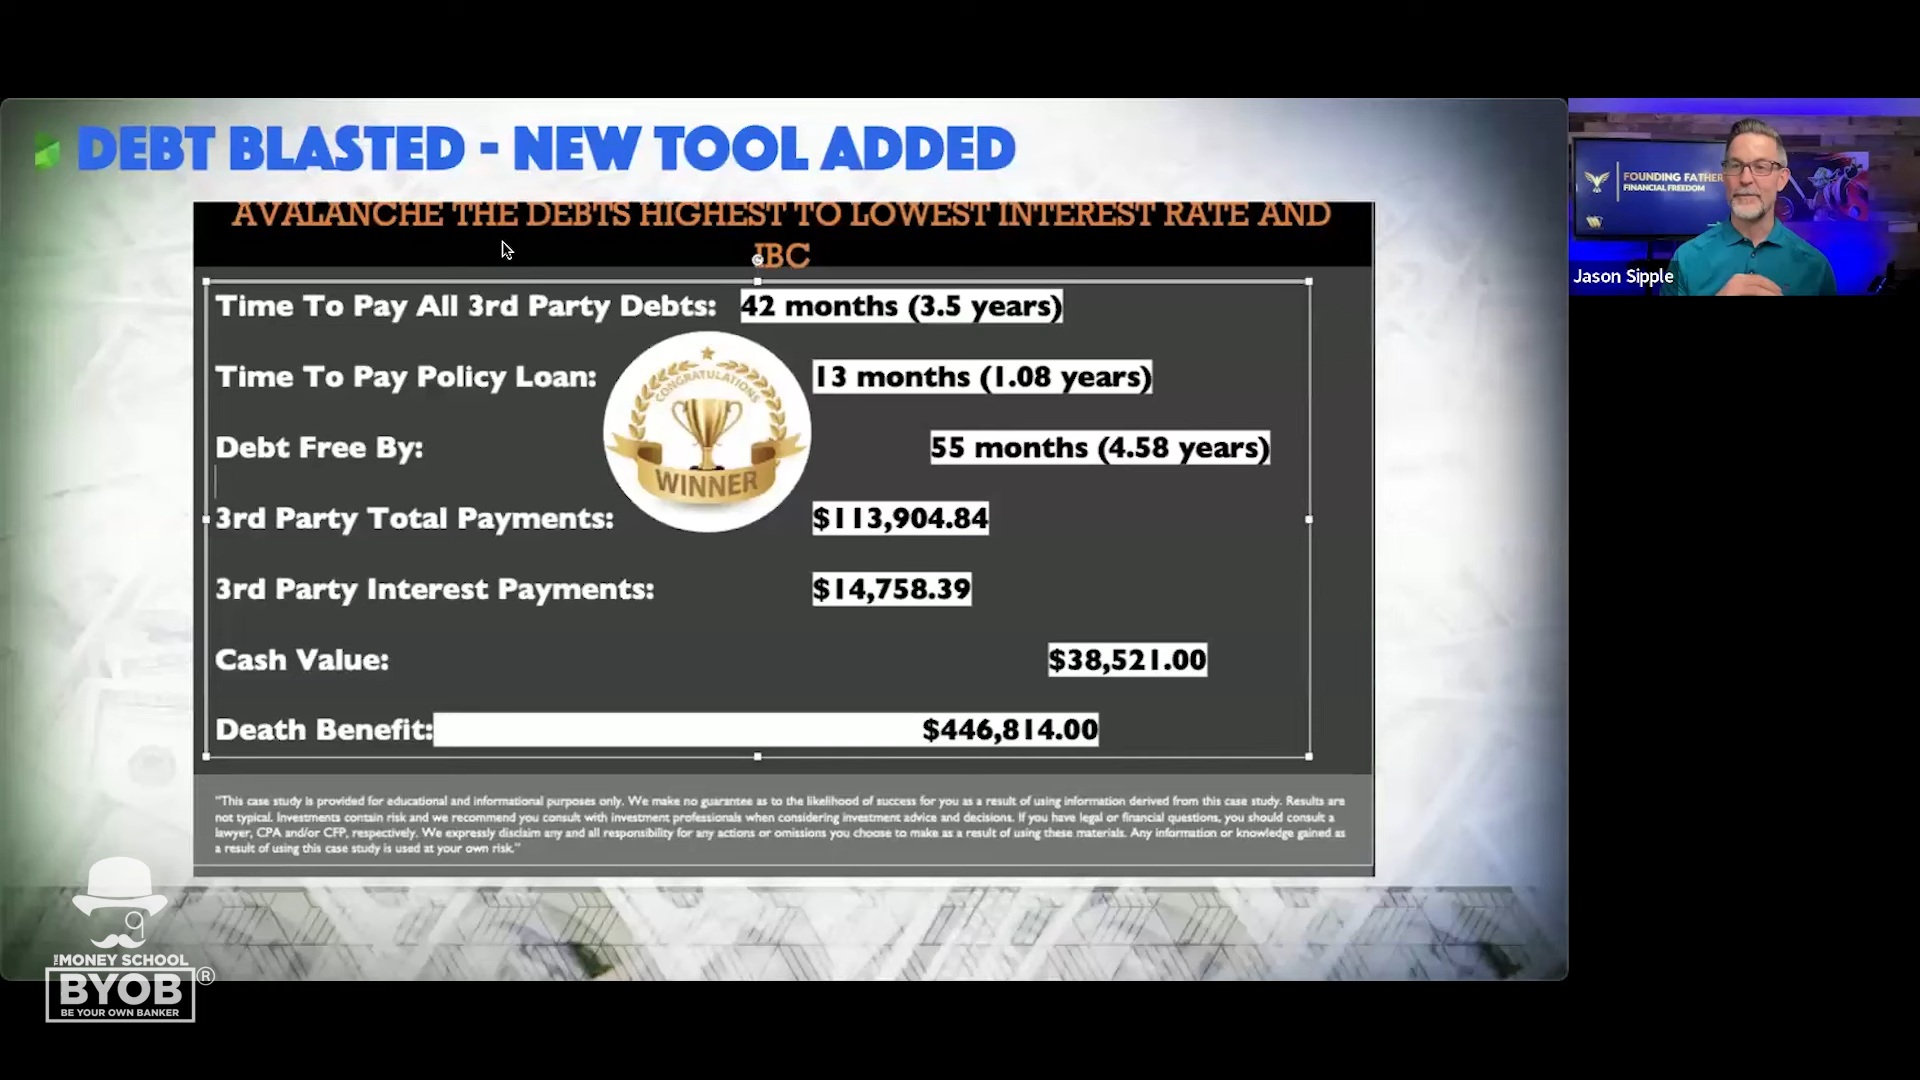 DEBT BLASTED - NEW TOOL ADDED
AVALANCHE THE DEBTS HIGHEST TO LOWEST INTEREST RATE AND
IBC
Time To Pay All 3rd Party Debts: 42 months (3.5 years)
Time To Pay Policy Loan: 13 months (1.08 years)
Debt Free By: 55 months (4.58 years)
3rd Party Total Payments: $113,904.84
3rd Party Interest Payments: $14,758.39
Cash Value: $38,521.00
Death Benefit: $446,814.00
CONGRATULATIONS
WINNER
"This case study is provided for educational and informational purposes only. We make no guarantee as to the likelihood of success for you as a result of using information derived from this case study. Results are
not typical. Investments contain risk and we recommend you consult with investment professionals when considering investment advice and decisions. If you have legal or financial questions, you should consult a
lawyer, CPA and/or CFP, respectively. We expressly disclaim any and all responsibility for any actions or omissions you choose to make as a result of using these materials. Any information or knowledge gained as
a result of using this case study is used at your own risk."
THE MONEY SCHOOL
BYOB ®
BE YOUR OWN BANKER
FOUNDING FATHER
FINANCIAL FREEDOM
Jason Sipple